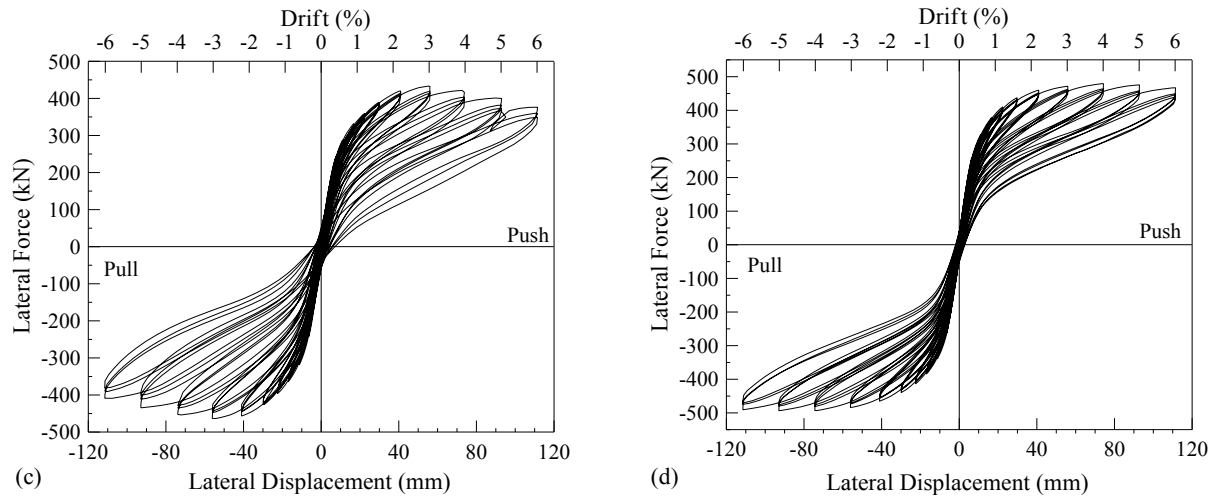 Drift (%)
-6 -5 -4 -3 -2 -1 0 1 2 3 4 5 6
500
400
300
200
100
0
-100
-200
-300
-400
-500
Lateral Force (kN)
Push
Pull
-120 -80 -40 0 40 80 120
(c) Lateral Displacement (mm)
Drift (%)
-6 -5 -4 -3 -2 -1 0 1 2 3 4 5 6
500
400
300
200
100
0
-100
-200
-300
-400
-500
Lateral Force (kN)
Push
Pull
-120 -80 -40 0 40 80 120
(d) Lateral Displacement (mm)